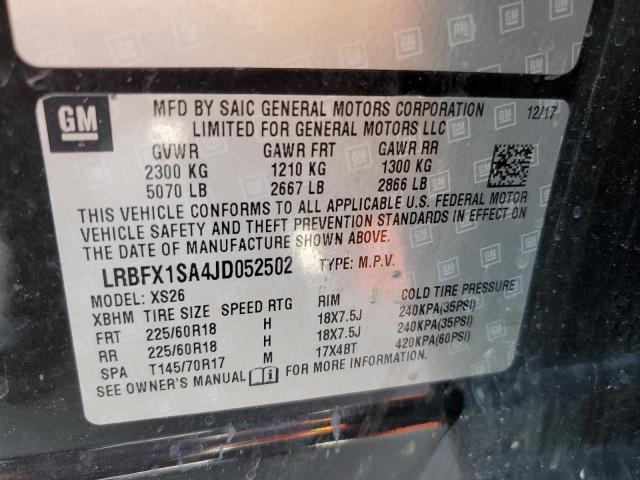 GM
MFD BY SAIC GENERAL MOTORS CORPORATION 12/17
LIMITED FOR GENERAL MOTORS LLC
GVWR GAWR FRT GAWR RR
2300 KG 1210 KG 1300 KG
5070 LB 2667 LB 2866 LB
THIS VEHICLE CONFORMS TO ALL APPLICABLE U.S. FEDERAL MOTOR
VEHICLE SAFETY AND THEFT PREVENTION STANDARDS IN EFFECT ON
THE DATE OF MANUFACTURE SHOWN ABOVE.
LRBFX1SA4JD052502 TYPE: M.P.V.
MODEL: XS26
XBHM TIRE SIZE SPEED RTG RIM COLD TIRE PRESSURE
FRT 225/60R18 H 18X7.5J 240KPA(35PSI)
RR 225/60R18 H 18X7.5J 240KPA(35PSI)
SPA T145/70R17 M 17X4BT 420KPA(60PSI)
SEE OWNER'S MANUAL FOR MORE INFORMATION.